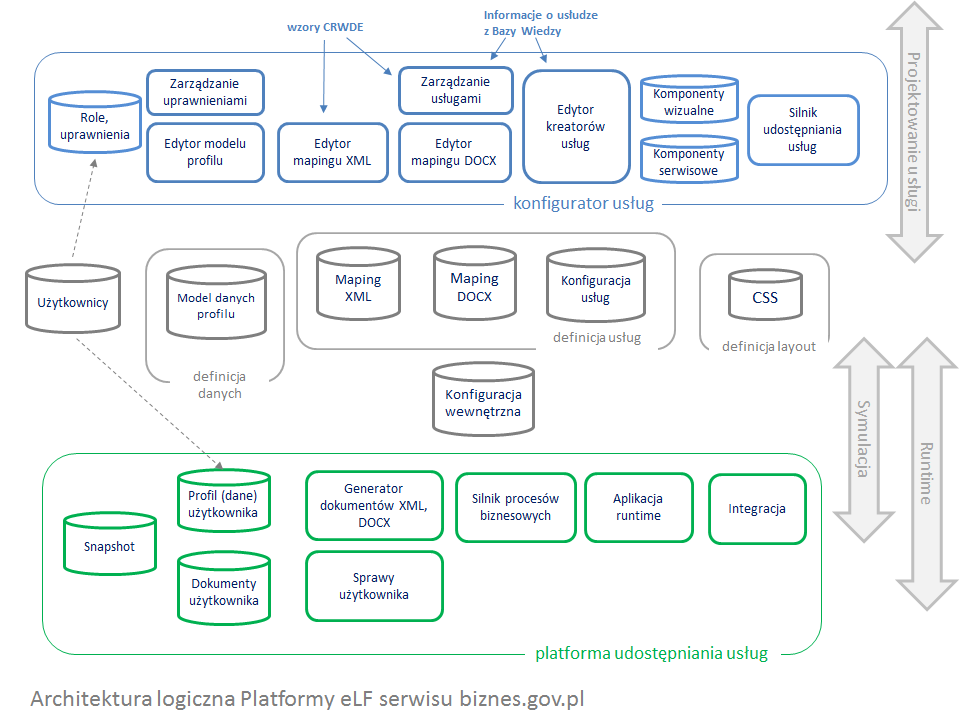 wzory CRWDE
Informacje o usłudze
z Bazy Wiedzy
Projektowanie usługi
Role,
uprawnienia
Zarządzanie
uprawnieniami
Edytor modelu
profilu
Edytor
mapingu XML
Zarządzanie
usługami
Edytor
mapingu DOCX
Edytor
kreatorów
usług
Komponenty
wizualne
Komponenty
serwisowe
Silnik
udostępniania
usług
konfigurator usług
Użytkownicy
Model danych
profilu
definicja
danych
Maping
XML
Maping
DOCX
Konfiguracja
usług
definicja usług
CSS
definicja layout
Konfiguracja
wewnętrzna
Symulacja
Runtime
Snapshot
Profil (dane)
użytkownika
Dokumenty
użytkownika
Generator
dokumentów XML,
DOCX
Sprawy
użytkownika
Silnik procesów
biznesowych
Aplikacja
runtime
Integracja
platforma udostępniania usług
Architektura logiczna Platformy eLF serwisu biznes.gov.pl